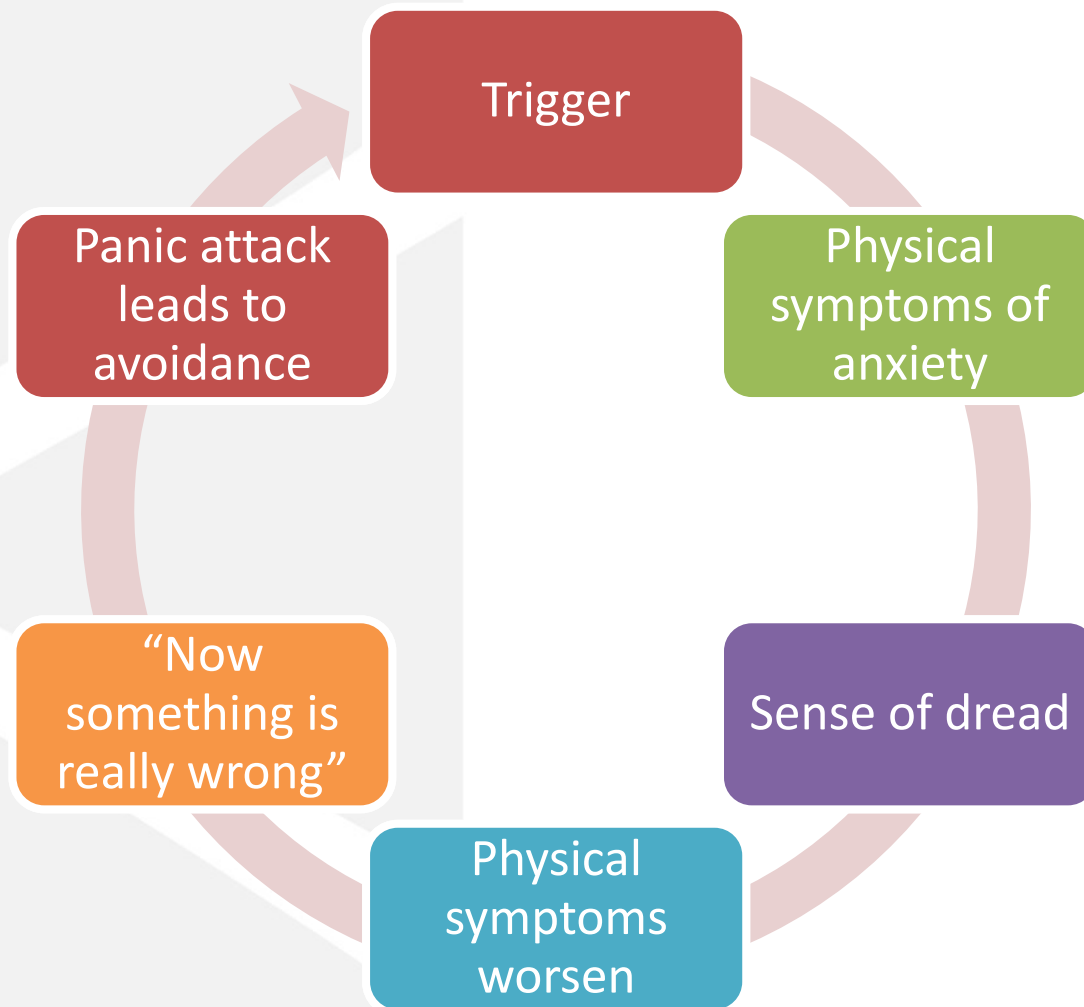 Trigger
Physical
symptoms of
anxiety
Sense of dread
Physical
symptoms
worsen
“Now
something is
really wrong”
Panic attack
leads to
avoidance